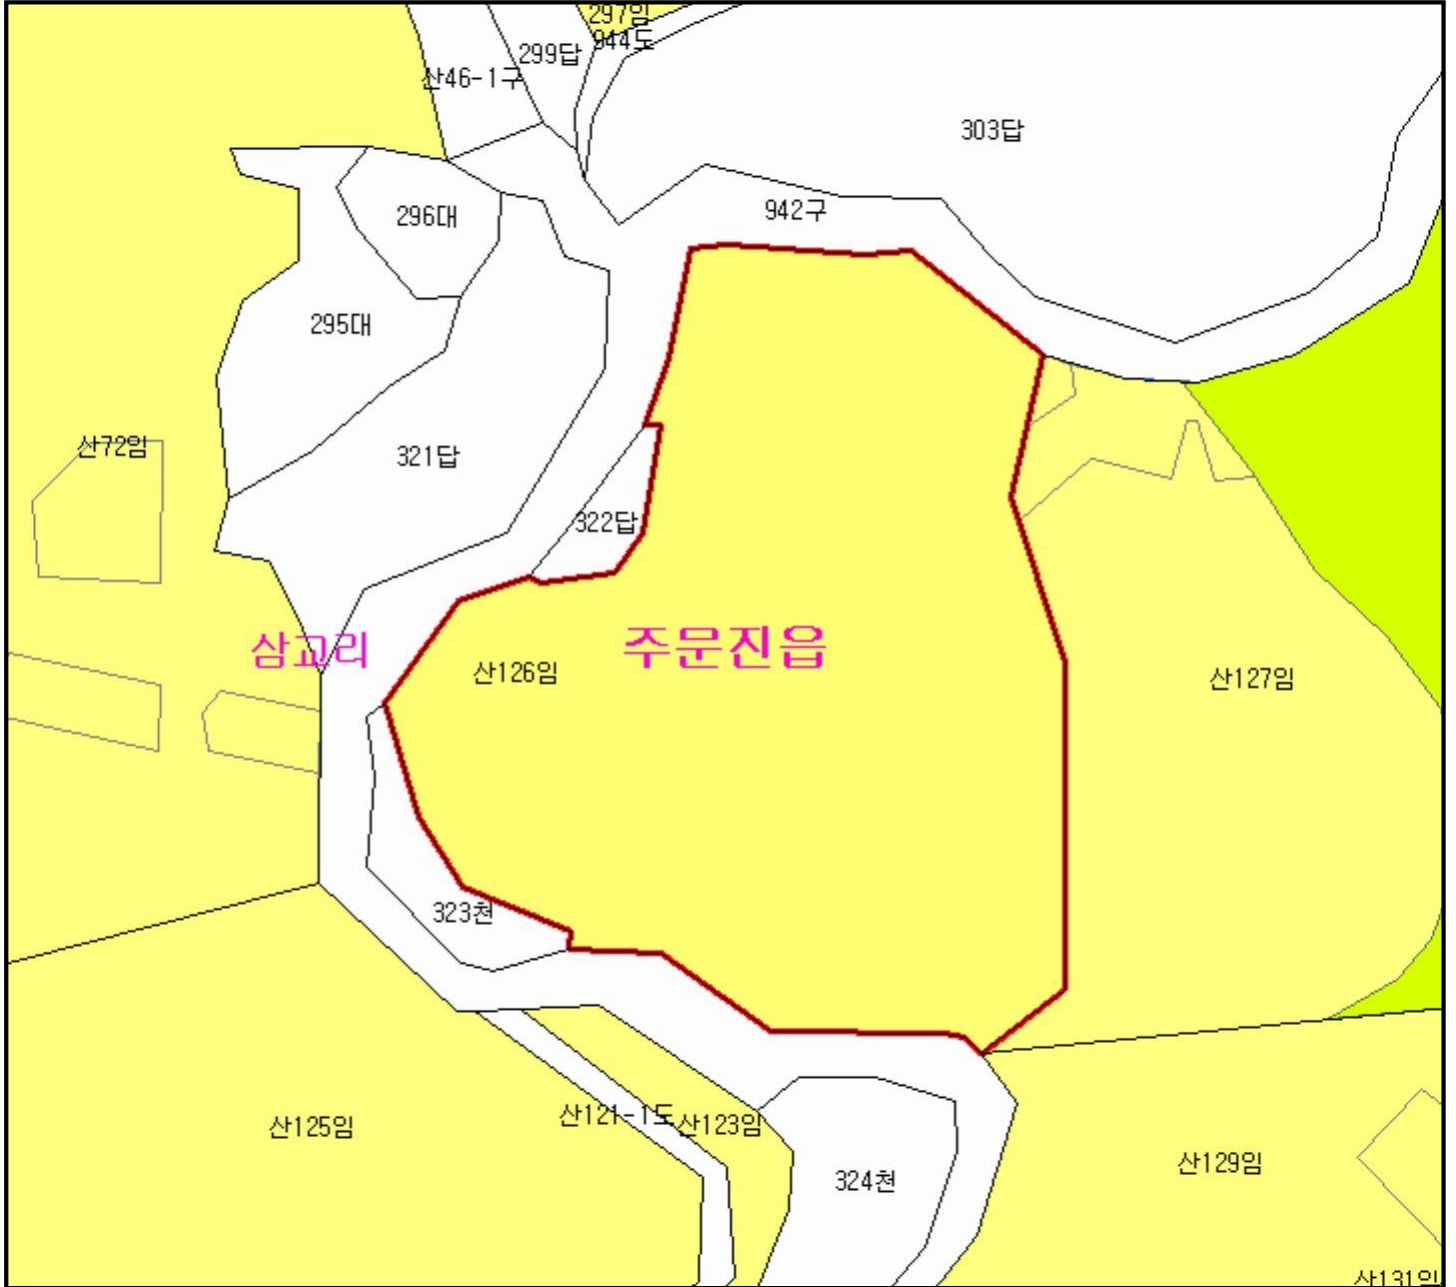 297임
944도
299답
산46-1구
303답
942구
296대
295대
산72임
321답
322답
삼교리
주문진읍
산126임
산127임
323천
산125임
산121-1도
산123임
산129임
324천
산131임